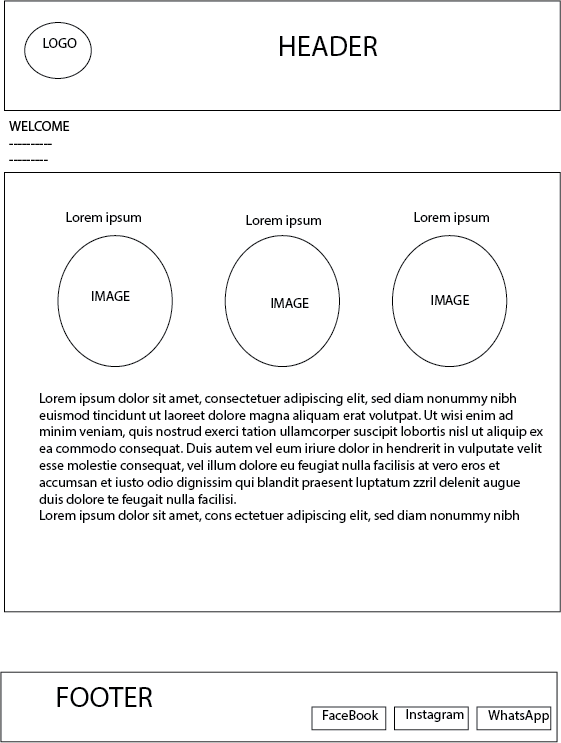 LOGO
HEADER
WELCOME
----------
---------
Lorem ipsum
Lorem ipsum
Lorem ipsum
IMAGE
IMAGE
IMAGE
Lorem ipsum dolor sit amet, consectetuer adipiscing elit, sed diam nonummy nibh
euismod tincidunt ut laoreet dolore magna aliquam erat volutpat. Ut wisi enim ad
minim veniam, quis nostrud exerci tation ullamcorper suscipit lobortis nisl ut aliquip ex
ea commodo consequat. Duis autem vel eum iriure dolor in hendrerit in vulputate velit
esse molestie consequat, vel illum dolore eu feugiat nulla facilisis at vero eros et
accumsan et iusto odio dignissim qui blandit praesent luptatum zzril delenit augue
duis dolore te feugait nulla facilisi.
Lorem ipsum dolor sit amet, cons ectetuer adipiscing elit, sed diam nonummy nibh
FOOTER
FaceBook
Instagram
WhatsApp